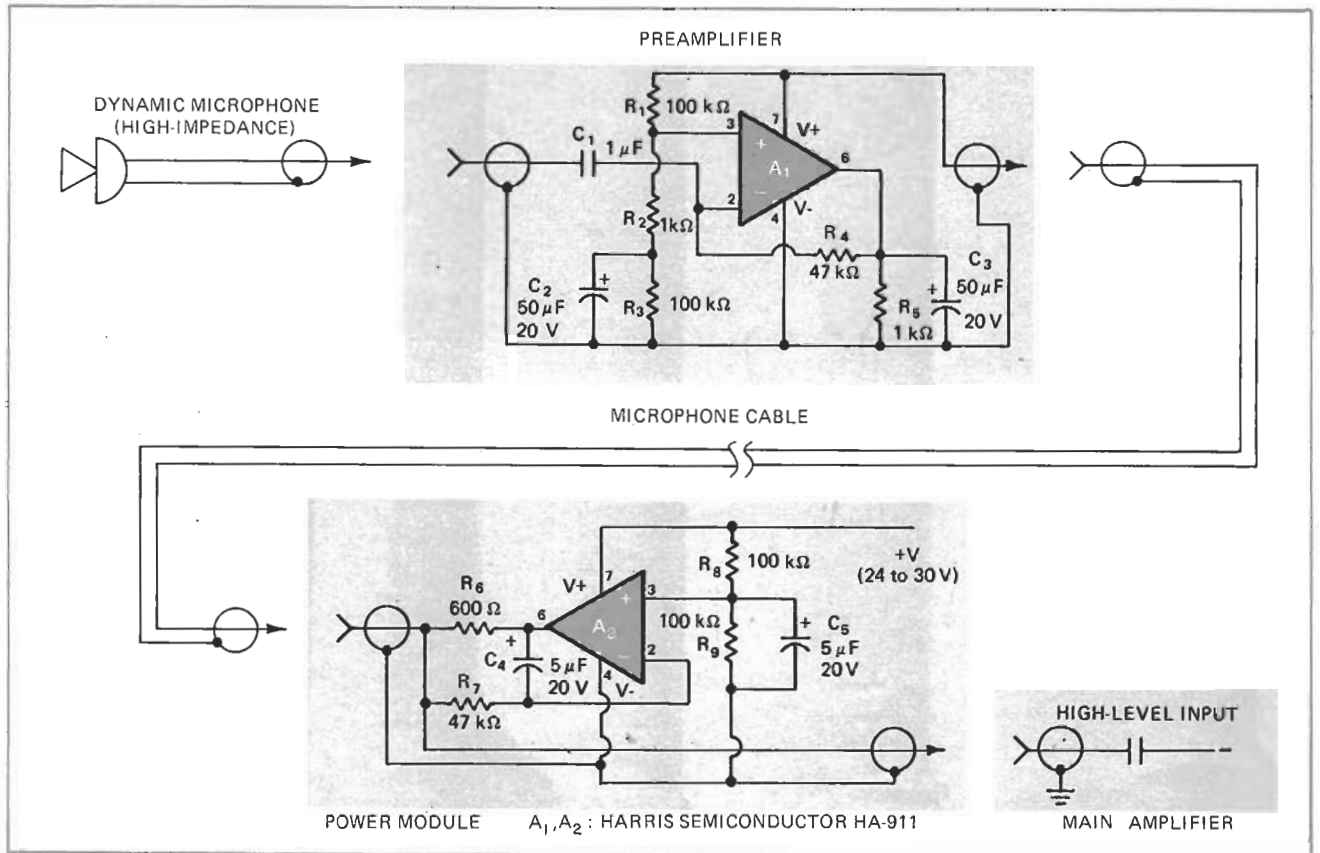 PREAMPLIFIER
DYNAMIC MICROPHONE
(HIGH-IMPEDANCE)
R1 100 kΩ
C1
1 μF
3
7
V+
+
A1
6
−
2
4
V-
R2 1kΩ
R4
47 kΩ
C2
50 μF
20 V
+
R3 100 kΩ
R5
1 kΩ
C3
50 μF
20 V
+
MICROPHONE CABLE
R6
600 Ω
+
C4
5 μF
20 V
R7
47 kΩ
V+
7
6
A2
+
−
3
2
4
V-
R8 100 kΩ
100 kΩ
R9
+
C5
5 μF
20 V
+V
(24 to 30 V)
HIGH-LEVEL INPUT
POWER MODULE A1,A2 : HARRIS SEMICONDUCTOR HA-911
MAIN AMPLIFIER